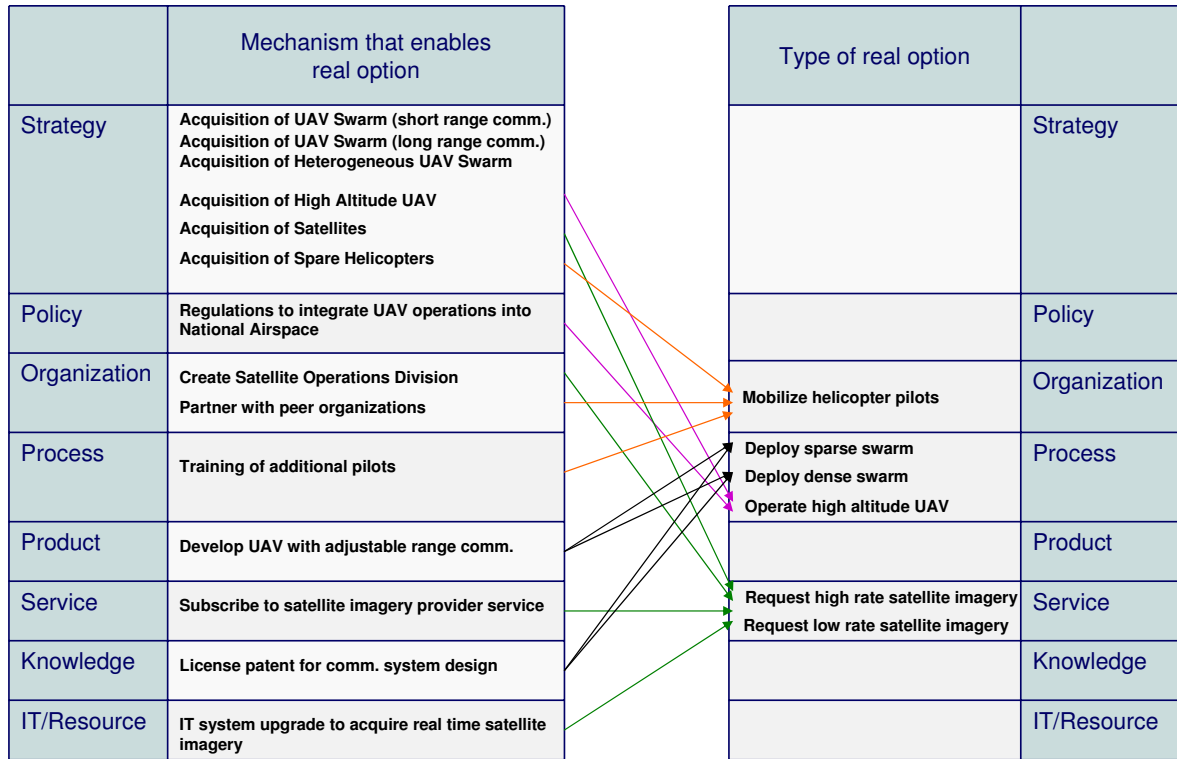 Mechanism that enables
real option
Strategy
Acquisition of UAV Swarm (short range comm.)
Acquisition of UAV Swarm (long range comm.)
Acquisition of Heterogeneous UAV Swarm
Acquisition of High Altitude UAV
Acquisition of Satellites
Acquisition of Spare Helicopters
Policy
Regulations to integrate UAV operations into
National Airspace
Organization
Create Satellite Operations Division
Partner with peer organizations
Process
Training of additional pilots
Product
Develop UAV with adjustable range comm.
Service
Subscribe to satellite imagery provider service
Knowledge
License patent for comm. system design
IT/Resource
IT system upgrade to acquire real time satellite
imagery
Type of real option
Strategy
Policy
Mobilize helicopter pilots
Organization
Deploy sparse swarm
Deploy dense swarm
Operate high altitude UAV
Process
Product
Request high rate satellite imagery
Request low rate satellite imagery
Service
Knowledge
IT/Resource